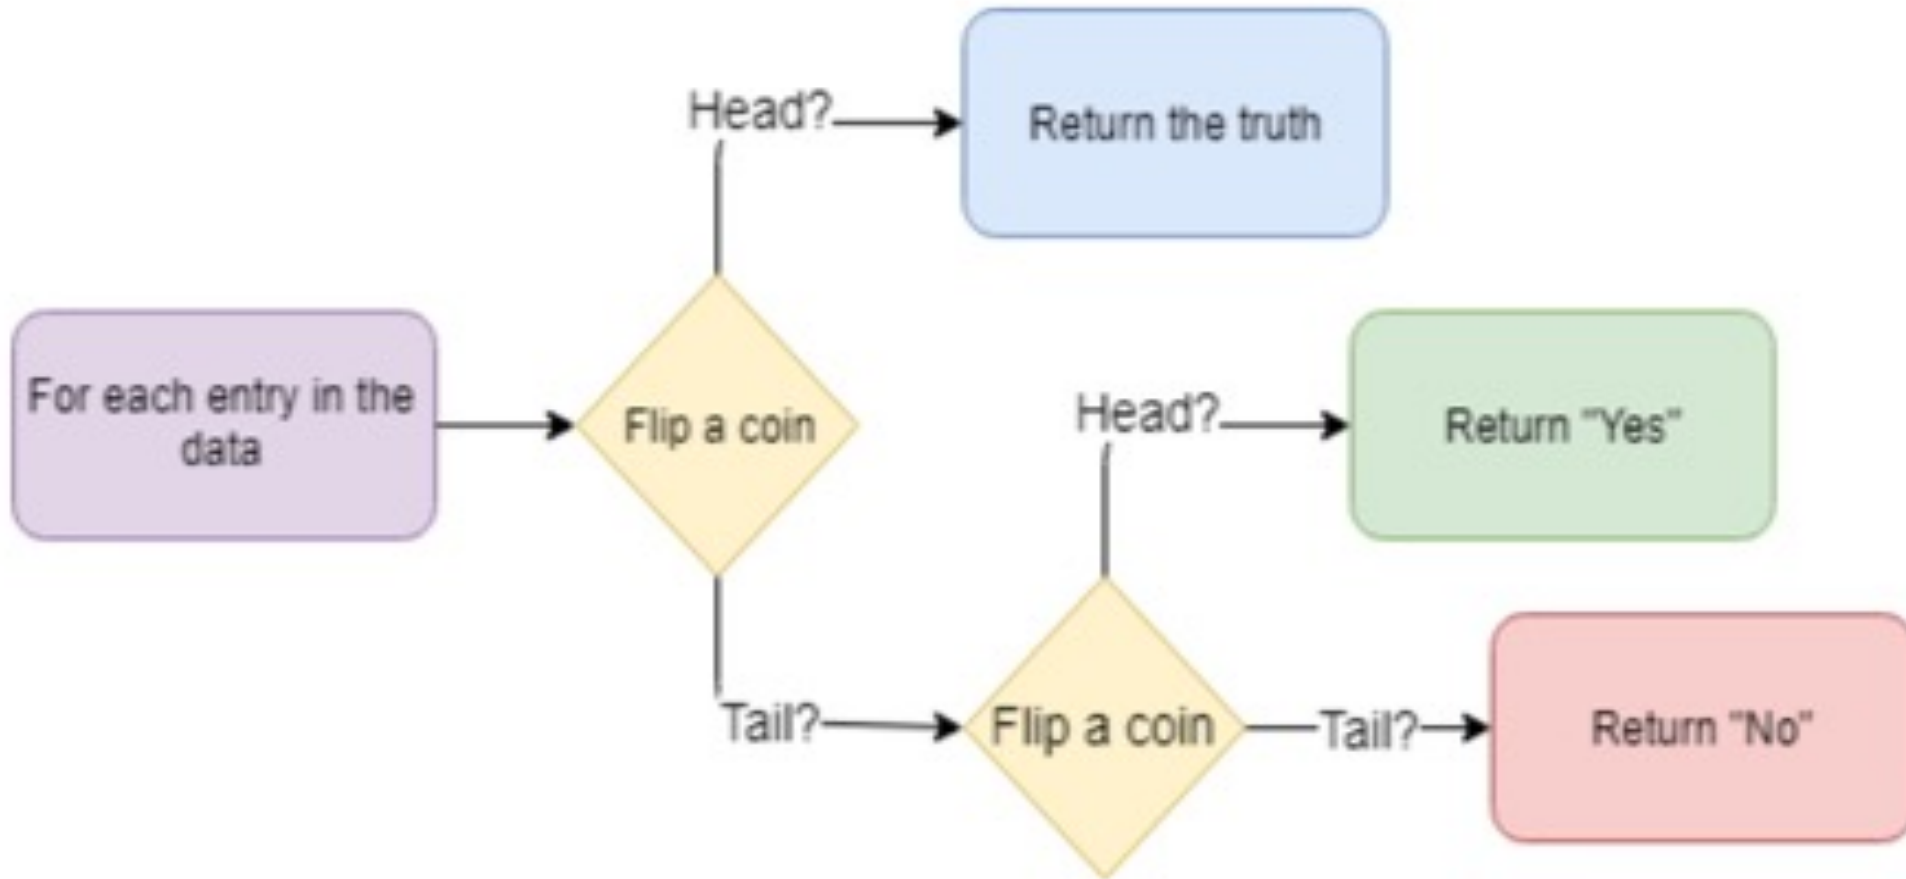 Head?
Return the truth
For each entry in the
data
Flip a coin
Head?
Return "Yes"
Tail?
Flip a coin
Tail?
Return "No"